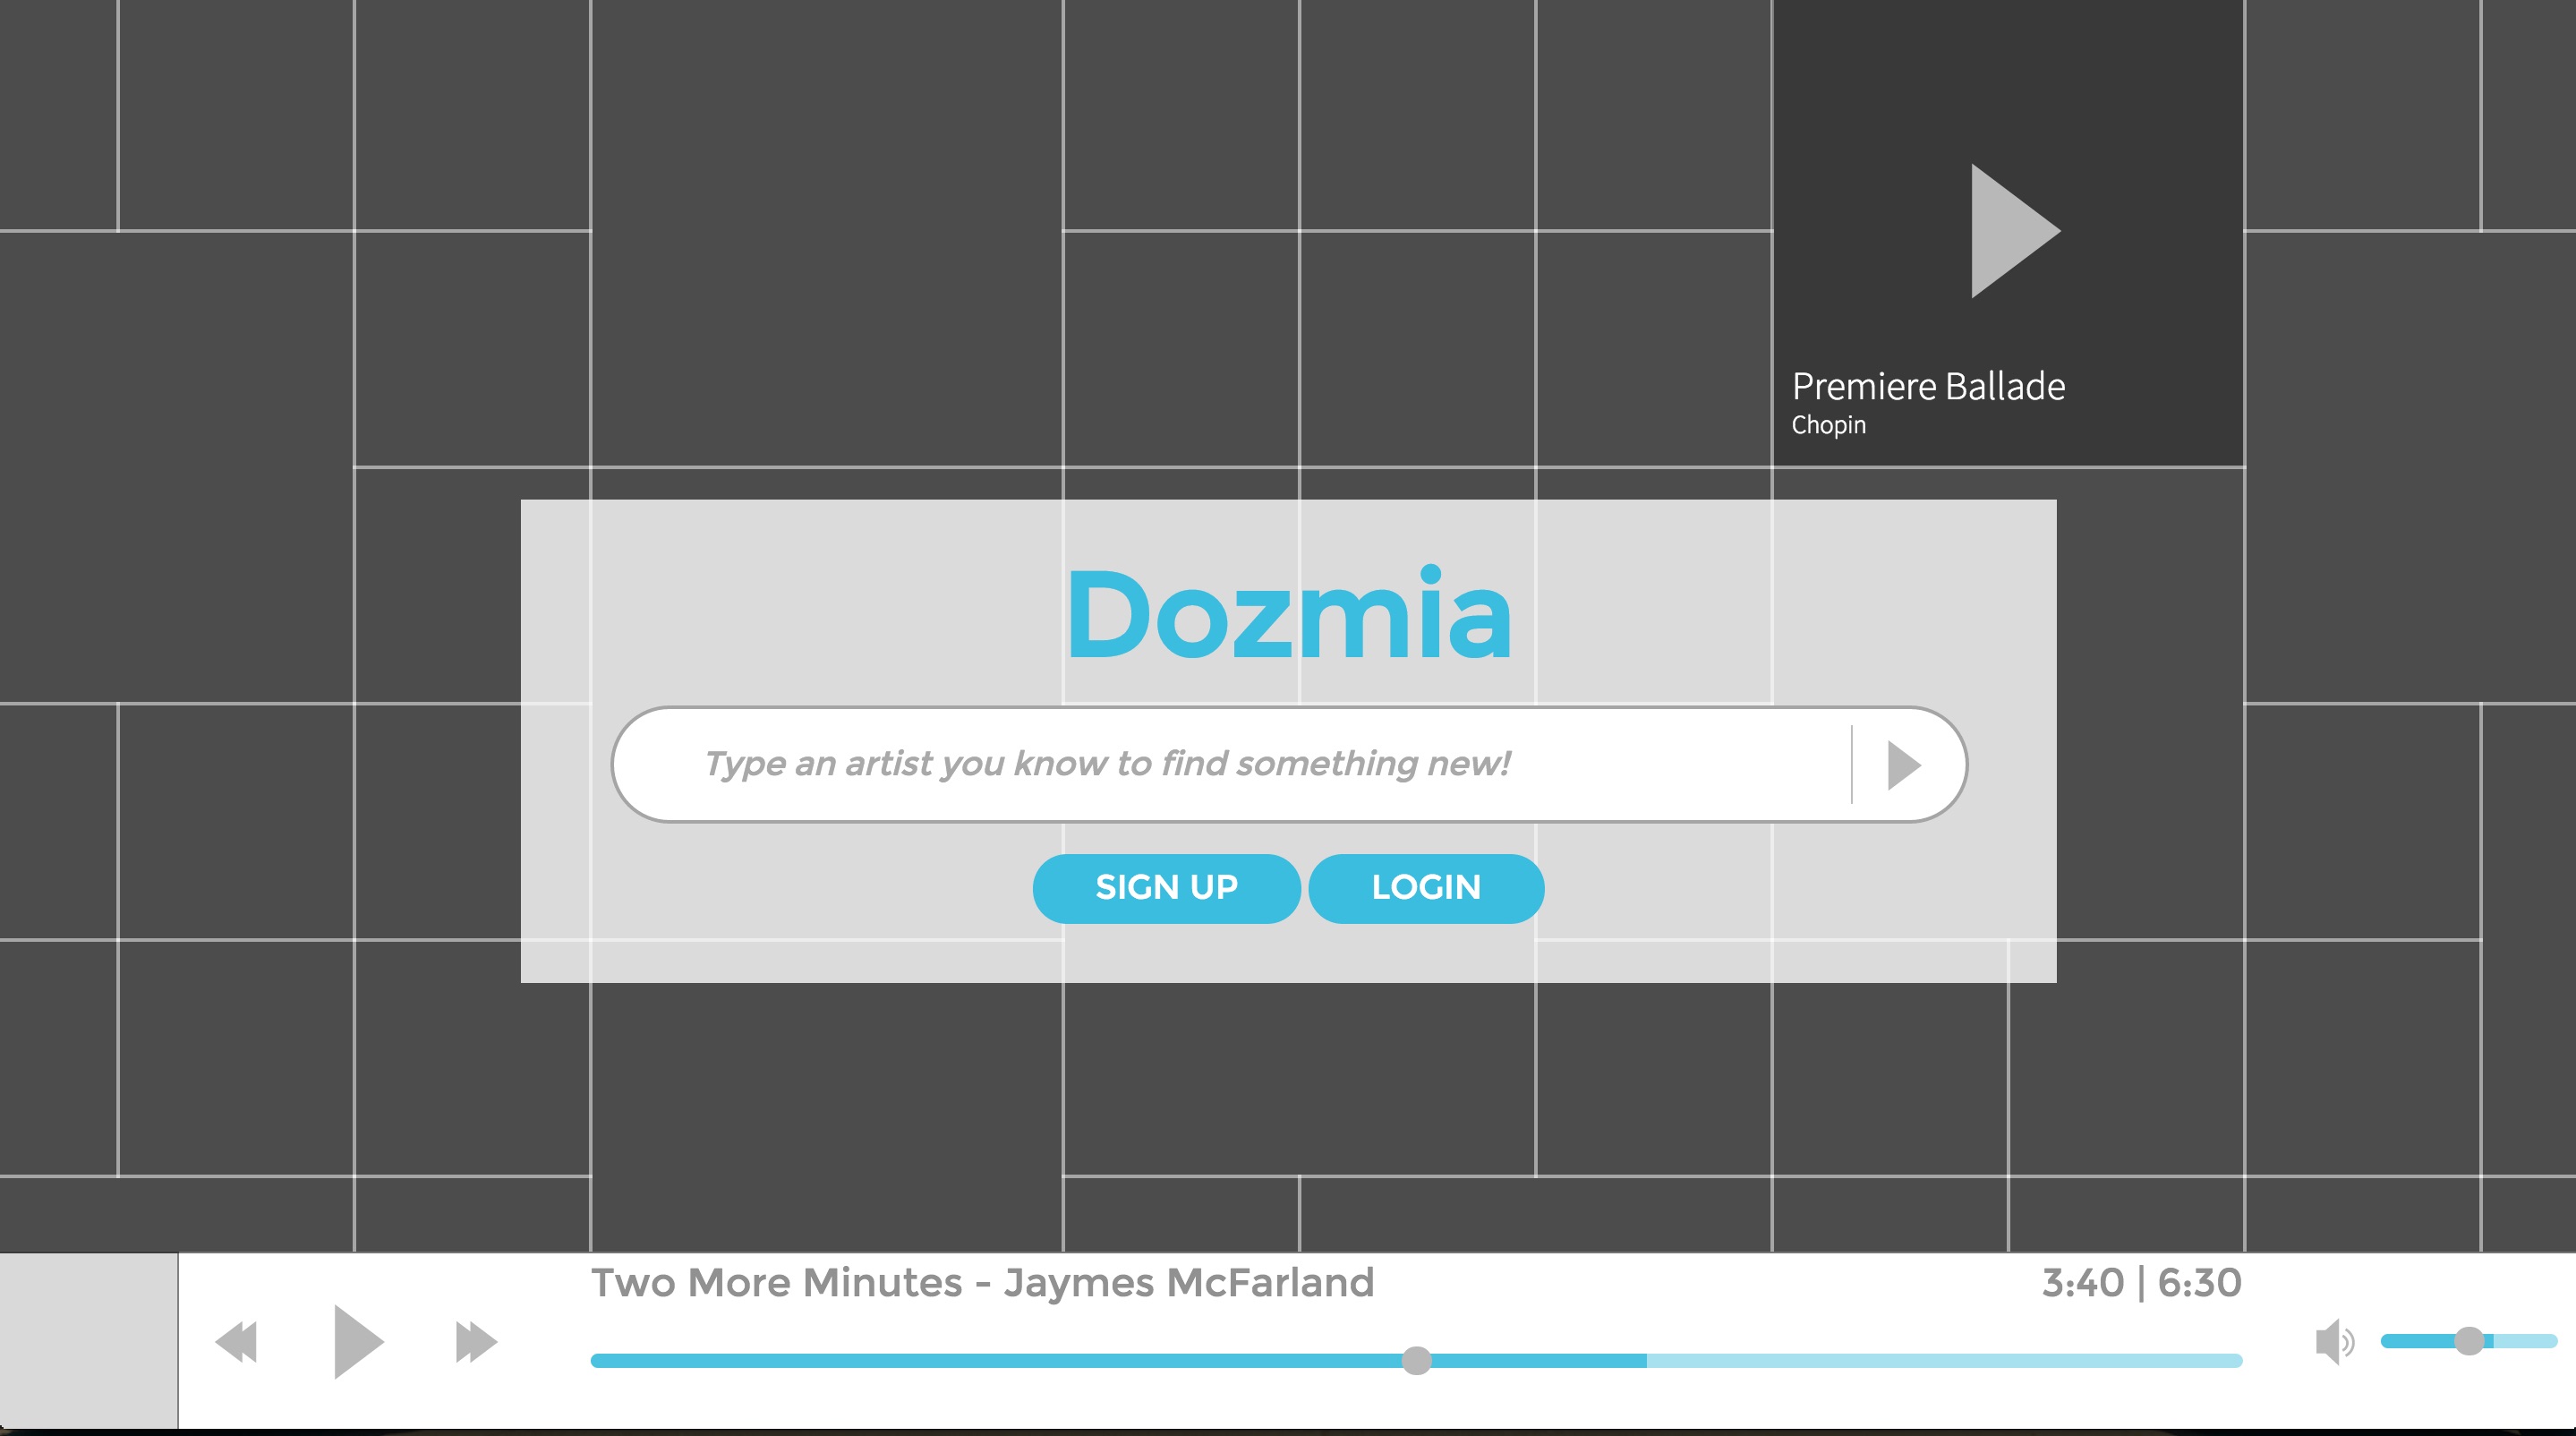 Premiere Ballade
Chopin
Dozmia
Type an artist you know to find something new!
SIGN UP
LOGIN
Two More Minutes - Jaymes McFarland
3:40 | 6:30